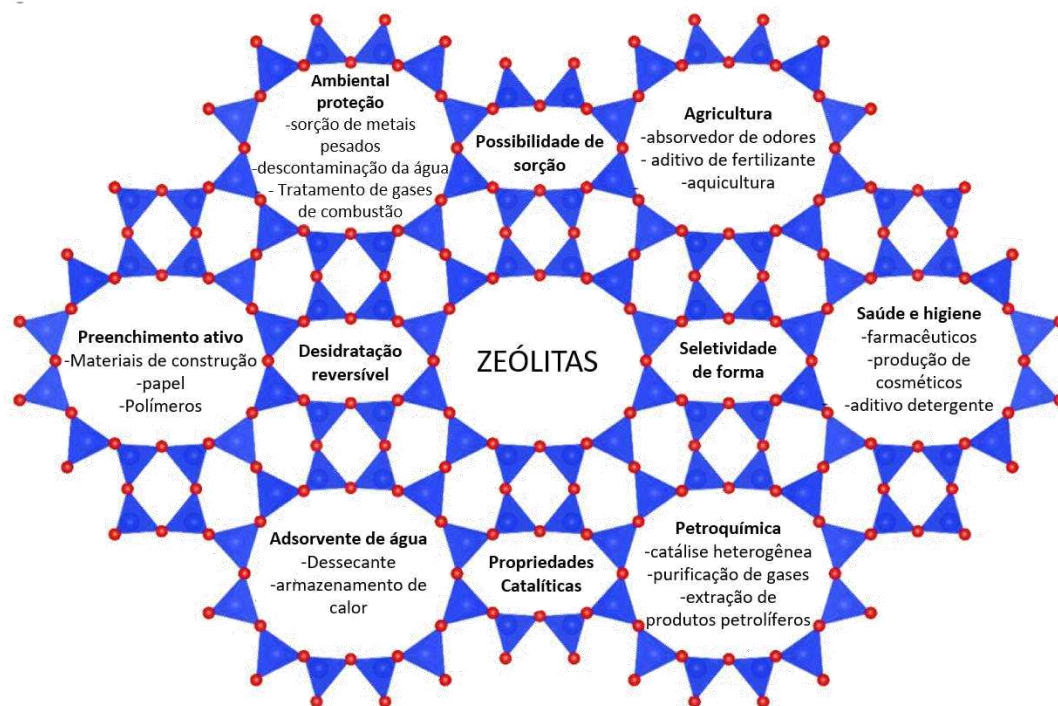 Ambiental
proteção
-sorção de metais
pesados
-descontaminação da água
- Tratamento de gases
de combustão
Possibilidade de
sorção
Agricultura
-absorvedor de odores
- aditivo de fertilizante
-aquicultura
Preenchimento ativo
-Materiais de construção
-papel
-Polímeros
Desidratação
reversível
ZEÓLITAS
Seletividade
de forma
Saúde e higiene
-farmacêuticos
-produção de
cosméticos
-aditivo detergente
Adsorvente de água
-Dessecante
-armazenamento de
calor
Propriedades
Catalíticas
Petroquímica
-catálise heterogênea
-purificação de gases
-extração de
produtos petrolíferos